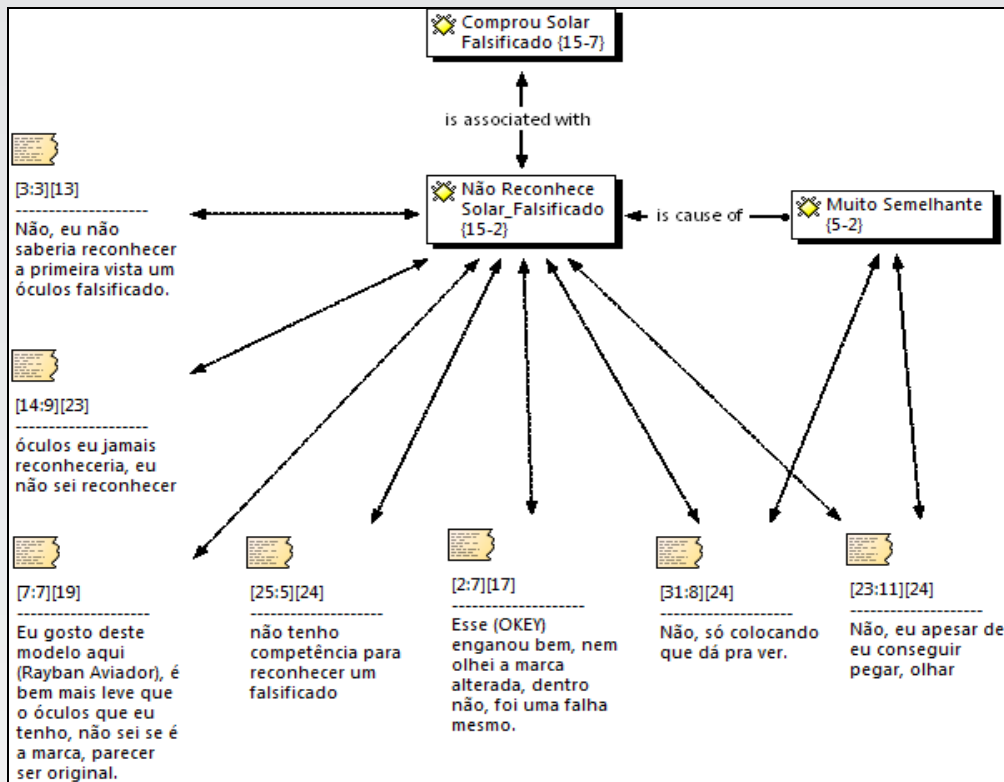 Comprou Solar
Falsificado {15-7}
is associated with
Não Reconhece
Solar_Falsificado
{15-2}
is cause of
Muito Semelhante
{5-2}
[3:3][13]
--------------------
Não, eu não
saberia reconhecer
a primeira vista um
óculos falsificado.
[14:9][23]
--------------------
óculos eu jamais
reconheceria, eu
não sei reconhecer
[7:7][19]
--------------------
Eu gosto deste
modelo aqui
(Rayban Aviador), é
bem mais leve que
o óculos que eu
tenho, não sei se é
a marca, parecer
ser original.
[25:5][24]
--------------------
não tenho
competência para
reconhecer um
falsificado
[2:7][17]
--------------------
Esse (OKEY)
enganou bem, nem
olhei a marca
alterada, dentro
não, foi uma falha
mesmo.
[31:8][24]
--------------------
Não, só colocando
que dá pra ver.
[23:11][24]
--------------------
Não, eu apesar de
eu conseguir
pegar, olhar